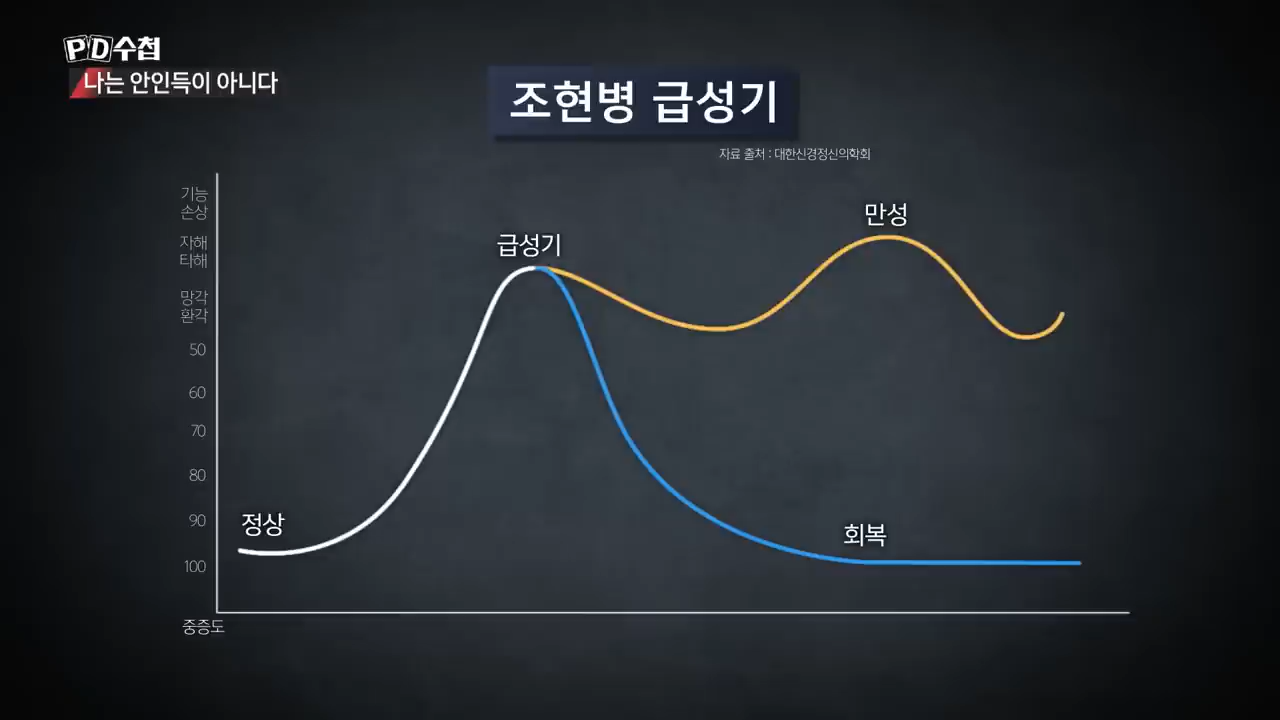 PD수첩
나는 안인득이 아니다
조현병 급성기
자료 출처 : 대한신경정신의학회
기능
손상
자해
타해
망각
환각
50
60
70
80
90
100
중증도
정상
급성기
만성
회복